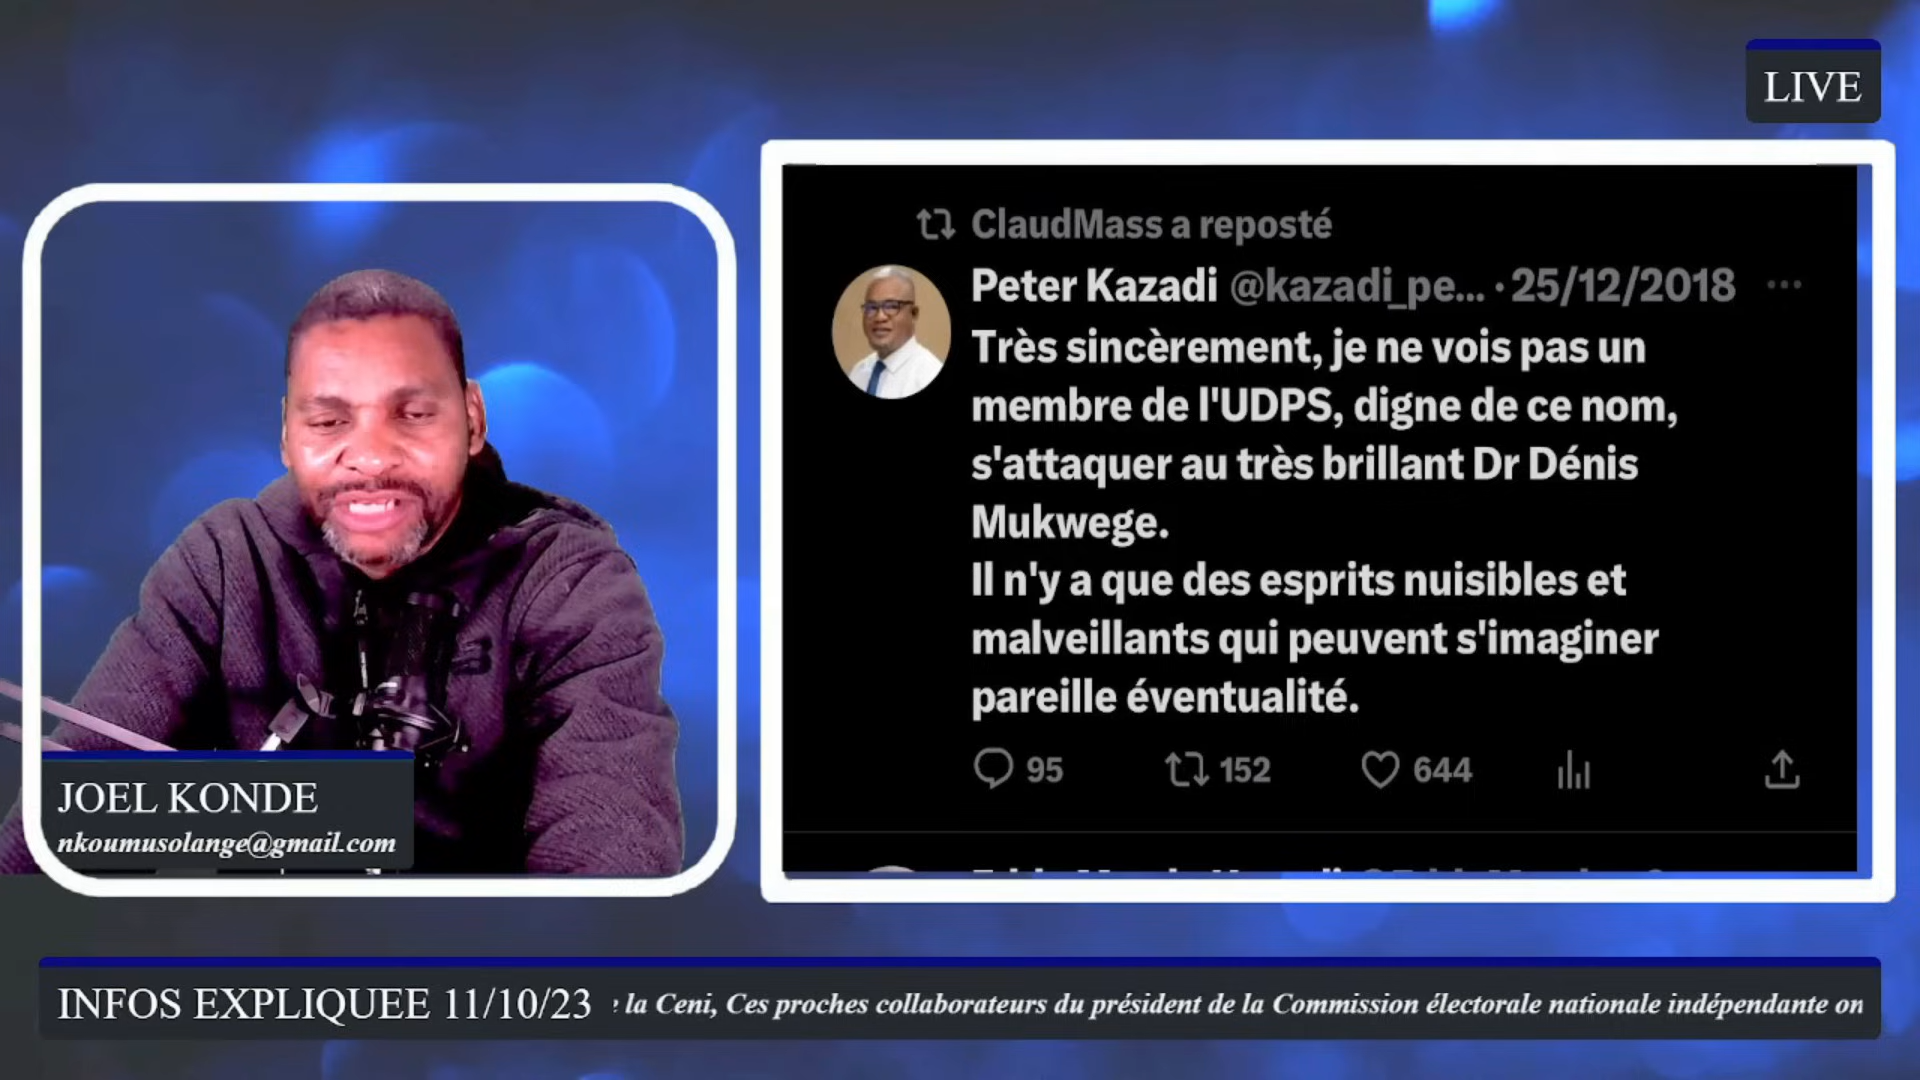 LIVE
ClaudMass a reposté
Peter Kazadi @kazadi_pe... · 25/12/2018
Très sincèrement, je ne vois pas un
membre de l'UDPS, digne de ce nom,
s'attaquer au très brillant Dr Dénis
Mukwege.
Il n'y a que des esprits nuisibles et
malveillants qui peuvent s'imaginer
pareille éventualité.
95 152 644
JOEL KONDE
nkoumusolange@gmail.com
INFOS EXPLIQUEE 11/10/23
la Ceni, Ces proches collaborateurs du président de la Commission électorale nationale indépendante on